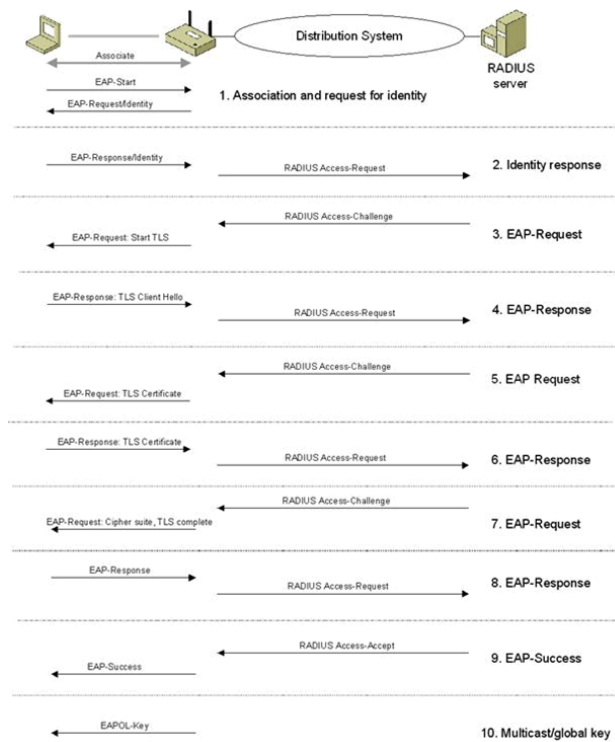 Distribution System
RADIUS
server
Associate
EAP-Start
EAP-Request/Identity
1. Association and request for identity
EAP-Response/Identity
RADIUS Access-Request
2. Identity response
RADIUS Access-Challenge
EAP-Request: Start TLS
3. EAP-Request
EAP-Response: TLS Client Hello
RADIUS Access-Request
4. EAP-Response
RADIUS Access-Challenge
EAP-Request: TLS Certificate
5. EAP Request
EAP-Response: TLS Certificate
RADIUS Access-Request
6. EAP-Response
RADIUS Access-Challenge
EAP-Request: Cipher suite, TLS complete
7. EAP-Request
EAP-Response
RADIUS Access-Request
8. EAP-Response
RADIUS Access-Accept
EAP-Success
9. EAP-Success
EAPOL-Key
10. Multicast/global key